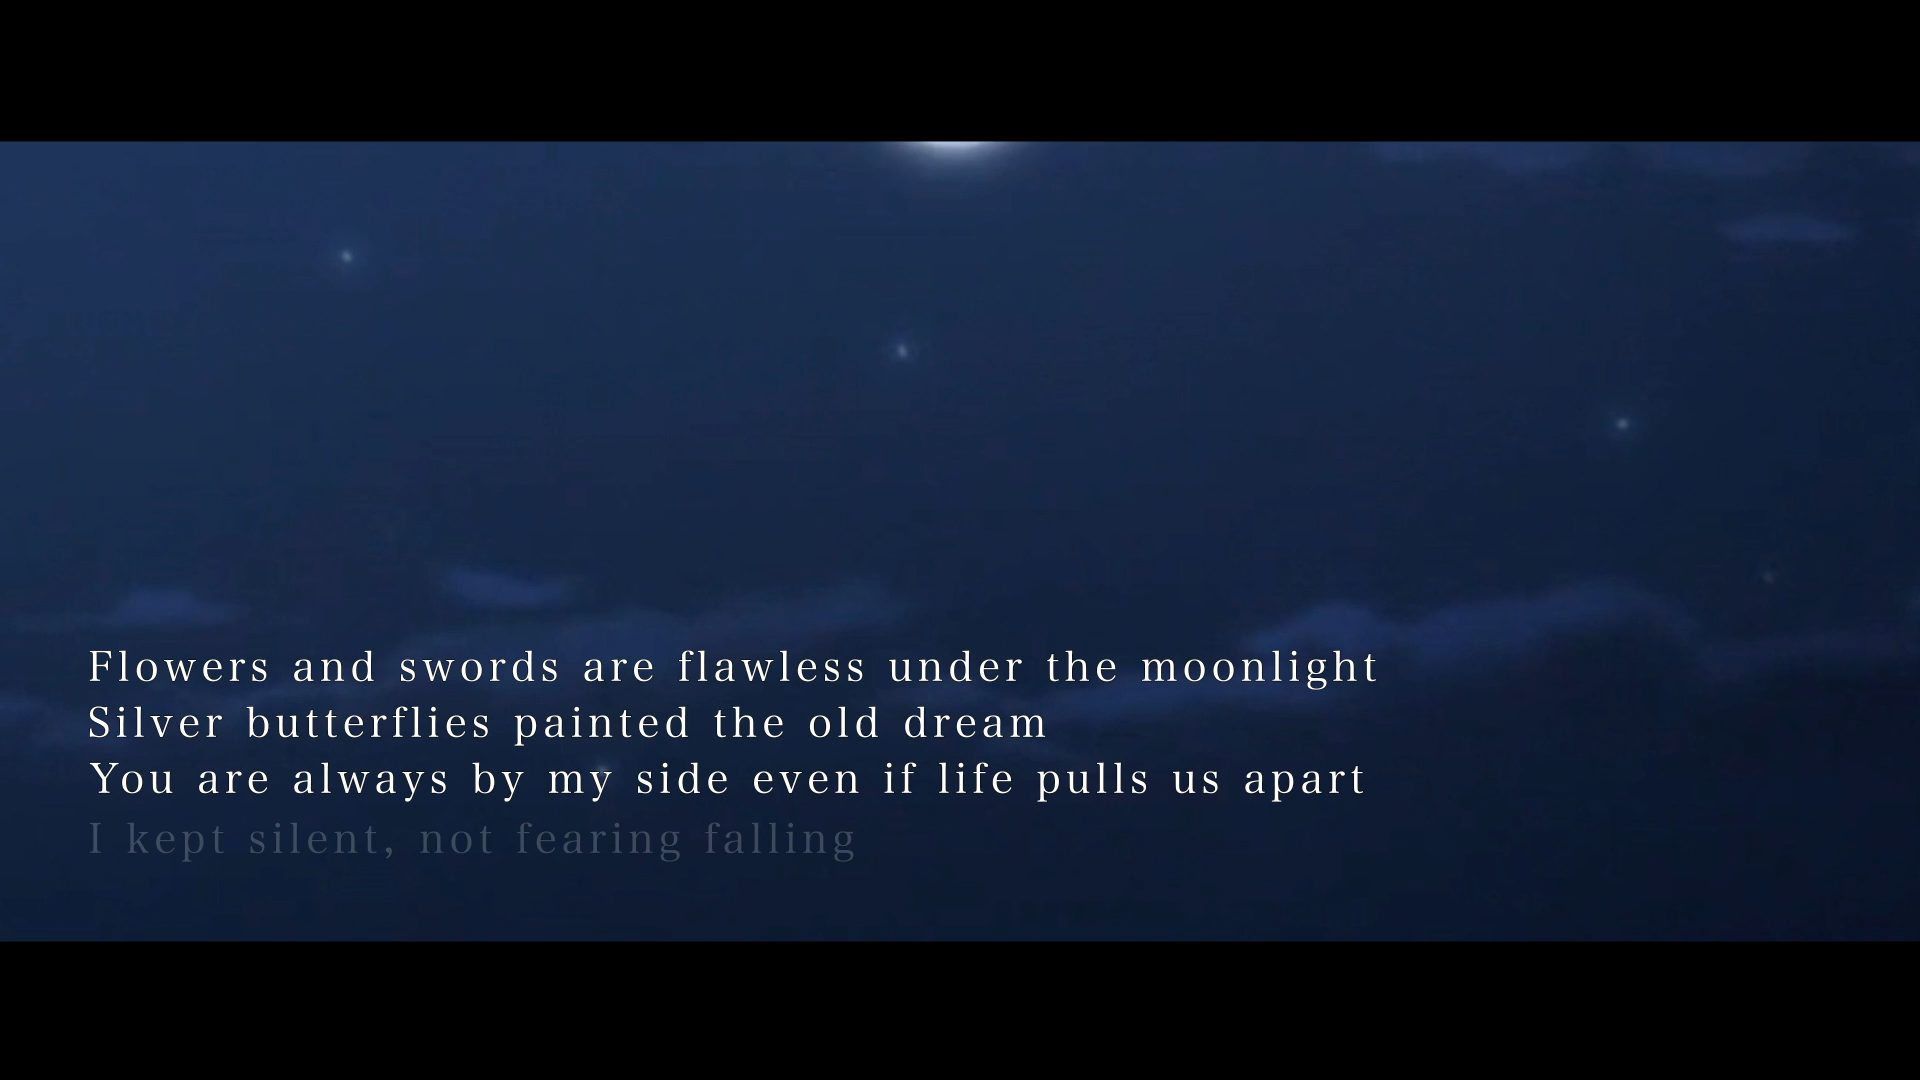 Flowers and swords are flawless under the moonlight
Silver butterflies painted the old dream
You are always by my side even if life pulls us apart
I kept silent, not fearing falling